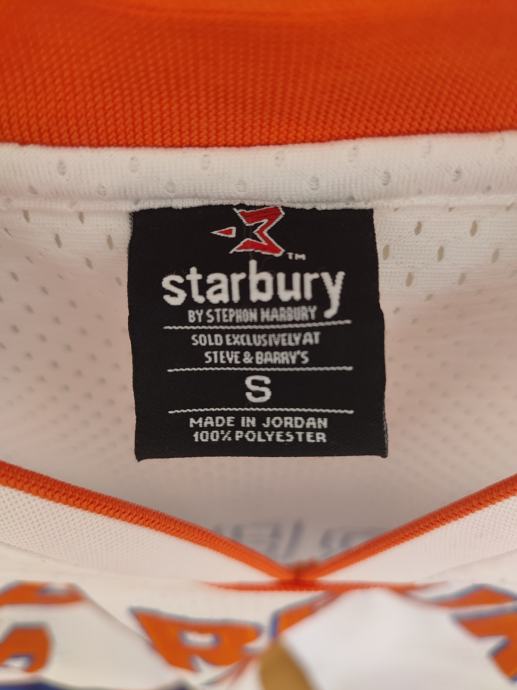 TM
starbury
BY STEPHON MARBURY
SOLD EXCLUSIVELY AT
STEVE & BARRY'S
S
MADE IN JORDAN
100% POLYESTER